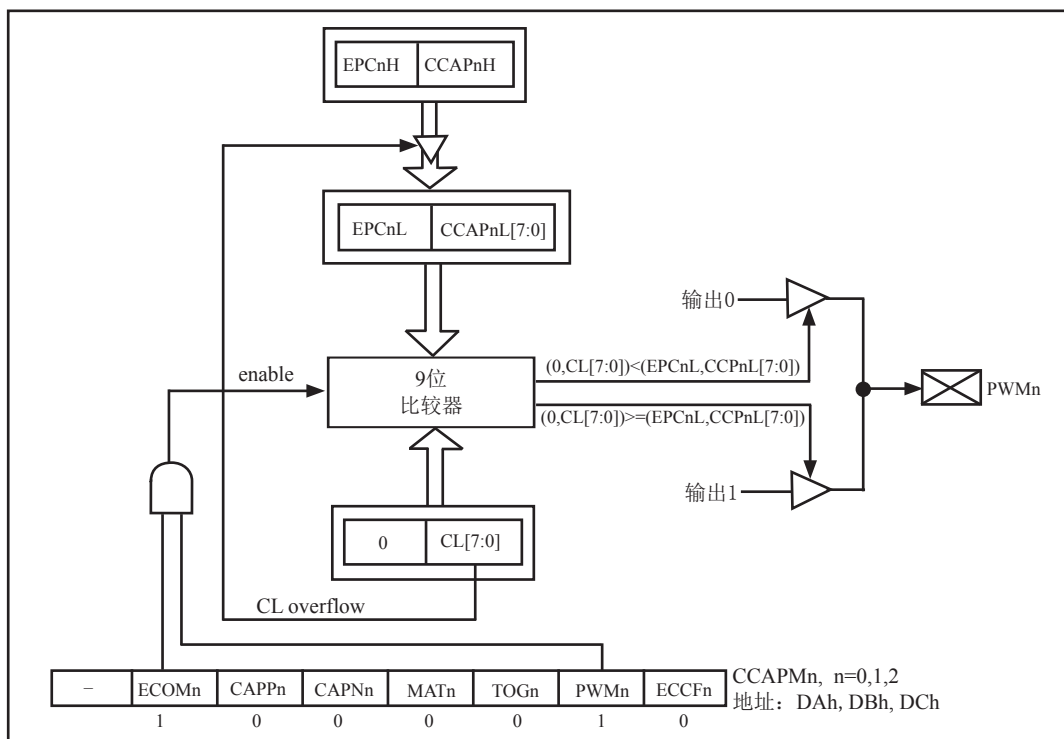 EPCnH CCAPnH
EPCnL CCAPnL[7:0]
输出0
(0,CL[7:0])<(EPCnL,CCPnL[7:0])
enable
9位
比较器
PWMn
(0,CL[7:0])>=(EPCnL,CCPnL[7:0])
输出1
0 CL[7:0]
CL overflow
– ECOMn CAPPn CAPNn MATn TOGn PWMn ECCFn
CCAPMn, n=0,1,2
地址：DAh, DBh, DCh
1 0 0 0 0 1 0